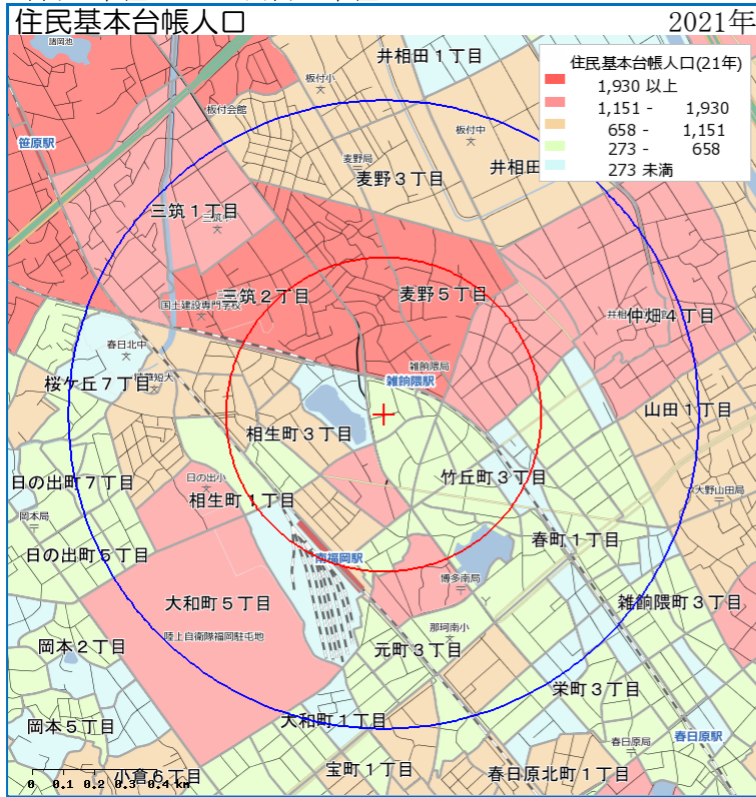 住民基本台帳人口
2021年
住民基本台帳人口(21年)
1,930 以上
1,151 - 1,930
658 - 1,151
273 - 658
273 未満
諸岡池
井相田１丁目
板付小
板付会館
板付中
笹原駅
麦野局
麦野３丁目
井相田
三筑１丁目
三筑２丁目
麦野５丁目
国土建設専門学校
仲畑４丁目
春日北中
雑餉隈局
雑餉隈駅
桜ケ丘７丁目
山田１丁目
相生町３丁目
日の出小
竹丘町３丁目
日の出町７丁目
相生町１丁目
大野山田局
岡本局
春町１丁目
日の出町５丁目
南福岡駅
博多南局
大和町５丁目
雑餉隈町３丁目
那珂南小
陸上自衛隊福岡駐屯地
岡本２丁目
元町３丁目
栄町３丁目
岡本５丁目
大和町１丁目
春日原局
春日原駅
小倉６丁目
宝町１丁目
春日原北町１丁目
0 0.1 0.2 0.3 0.4 km